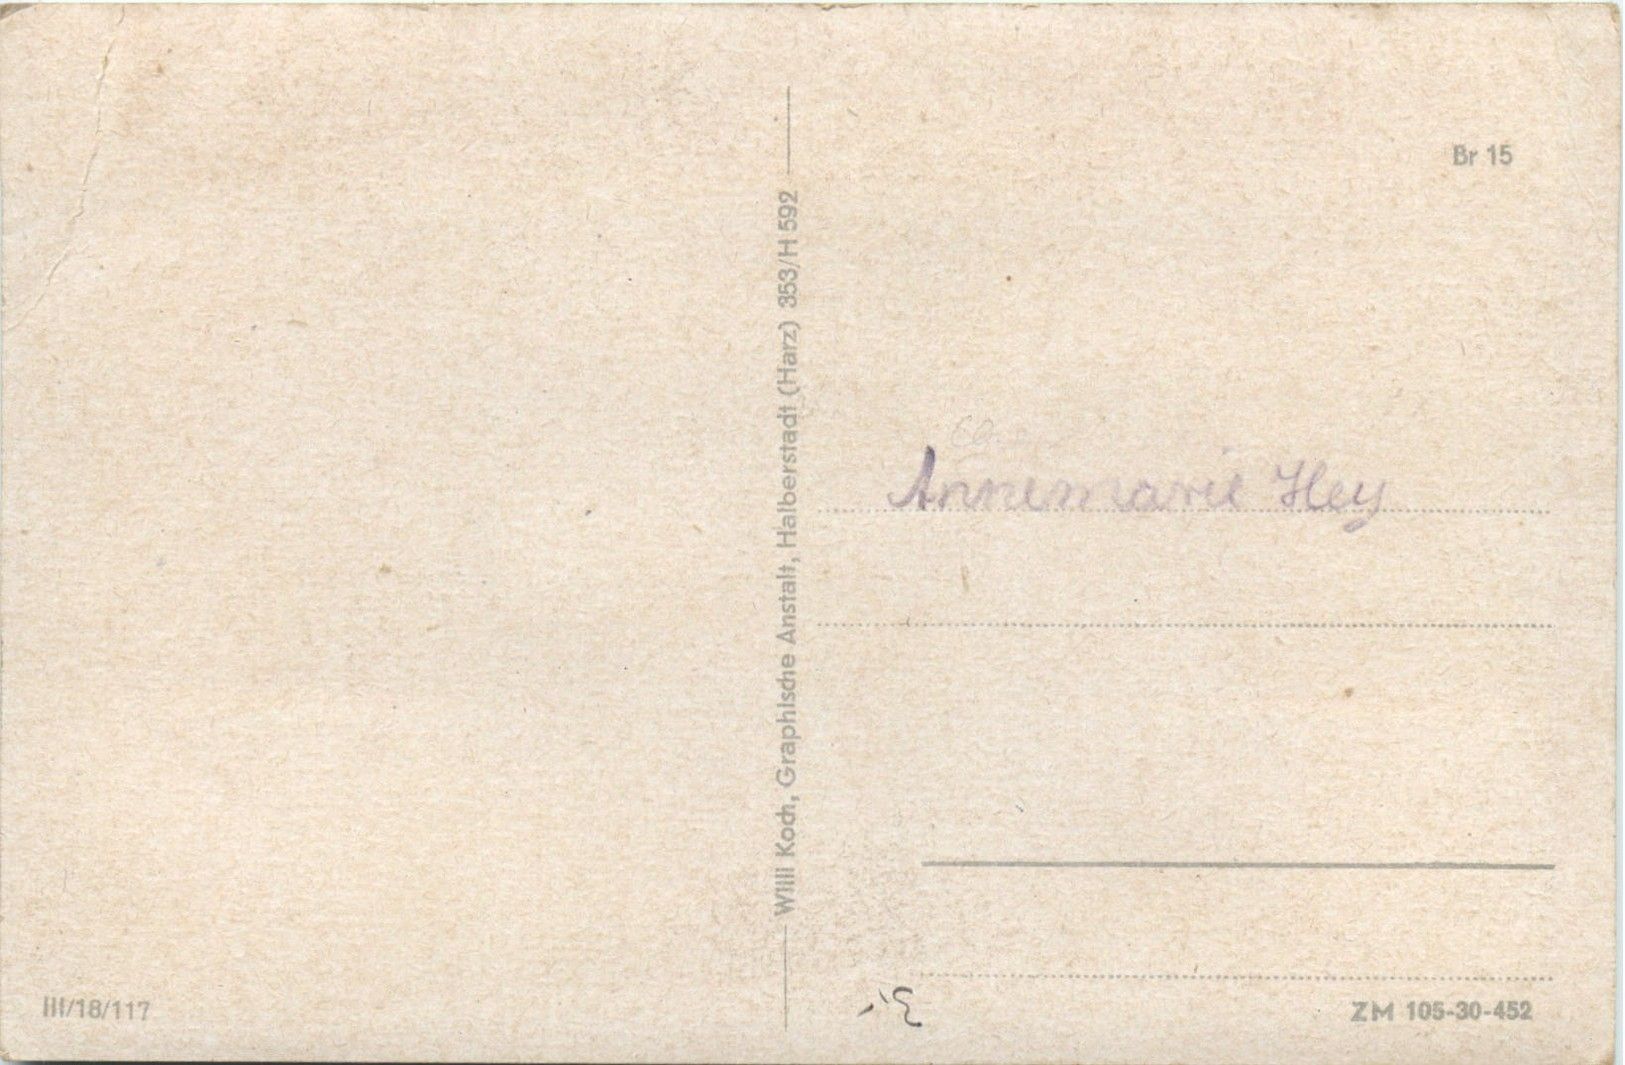 Br 15
Willi Koch, Graphische Anstalt, Halberstadt (Harz) 353/H 592
Annemarie Hey
III/18/117
ZM 105-30-452